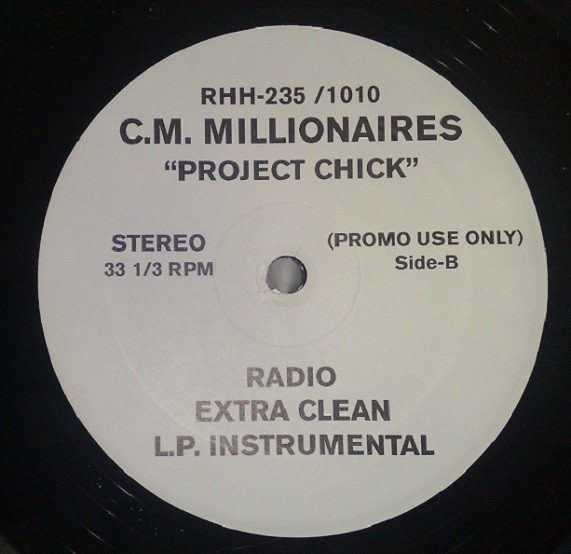 RHH-235 /1010
C.M. MILLIONAIRES
"PROJECT CHICK"
STEREO
33 1/3 RPM
(PROMO USE ONLY)
Side-B
RADIO
EXTRA CLEAN
L.P. INSTRUMENTAL